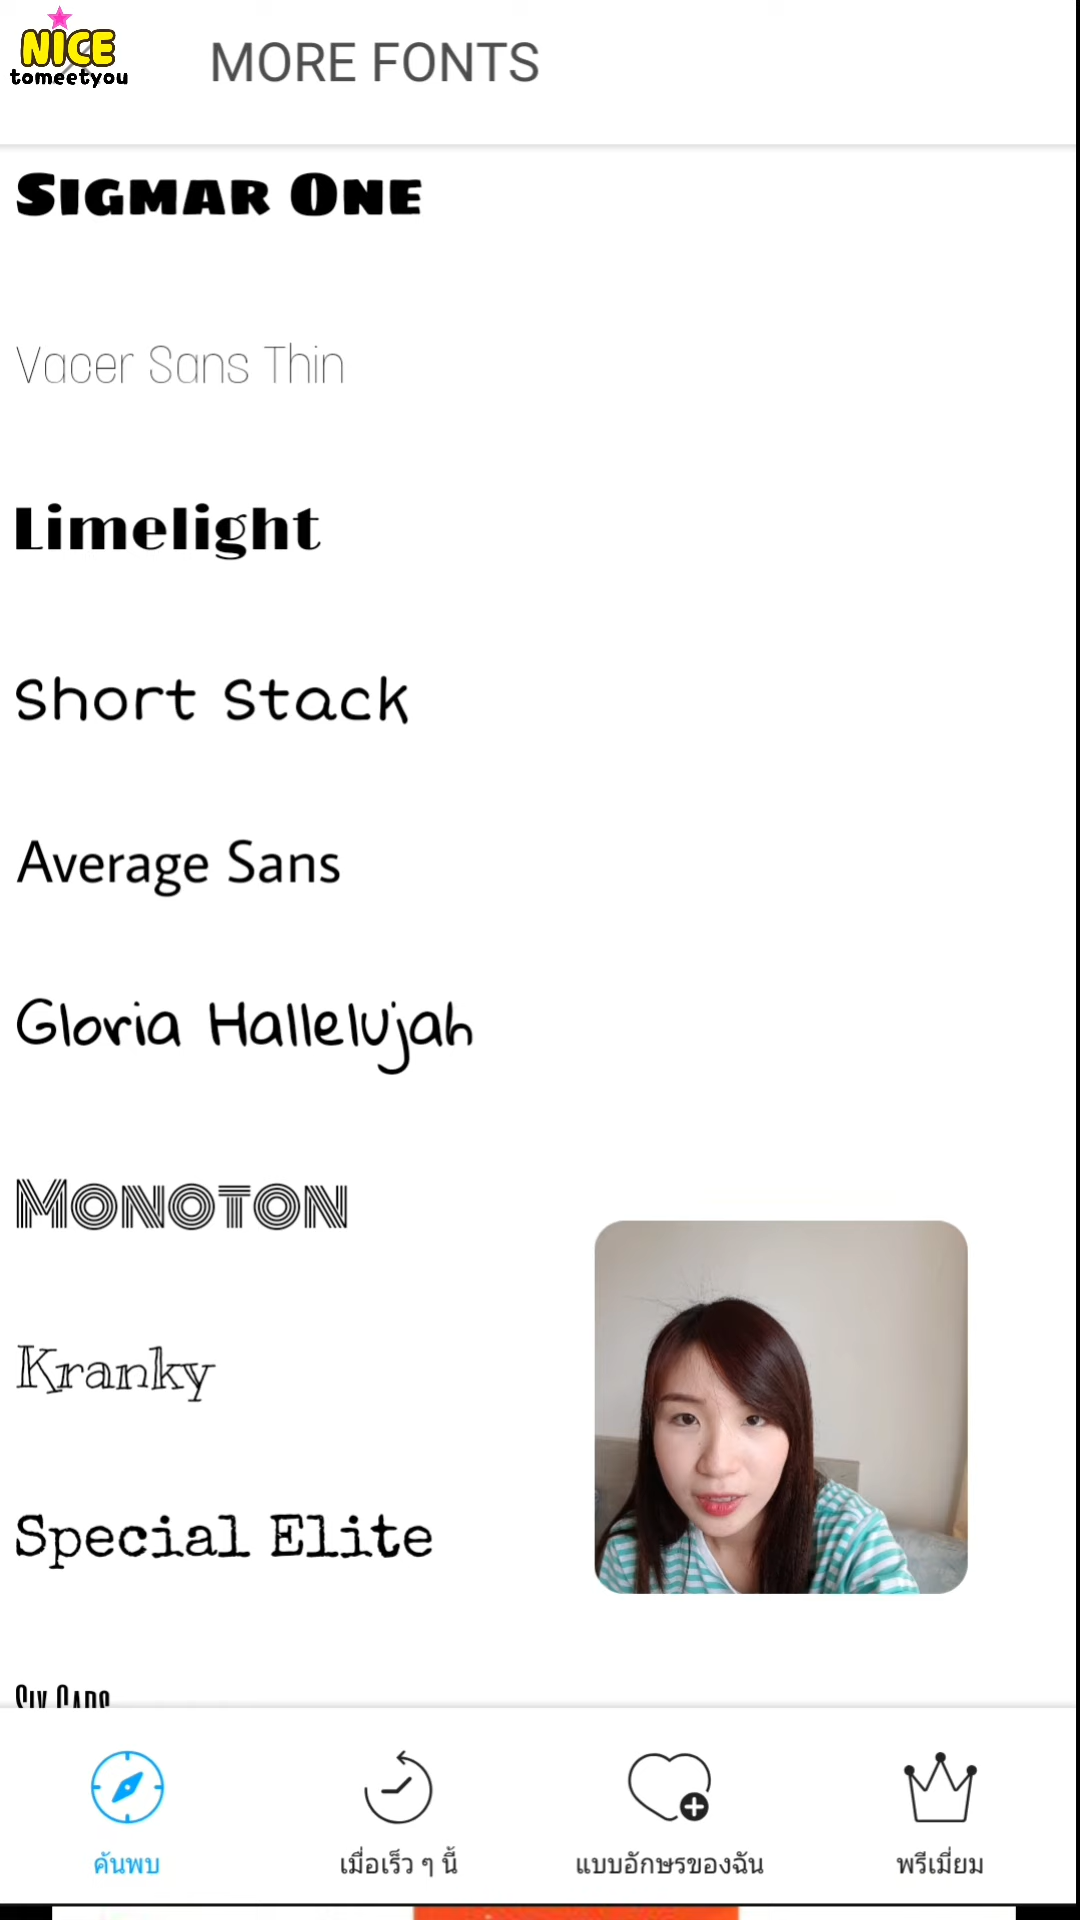 NICE
tomeetyou
MORE FONTS
SIGMAR ONE
Vacer Sans Thin
Limelight
Short Stack
Average Sans
Gloria Hallelujah
MONOTON
Kranky
Special Elite
SIX CAPS
ค้นพบ
เมื่อเร็ว ๆ นี้
แบบอักษรของฉัน
พรีเมี่ยม